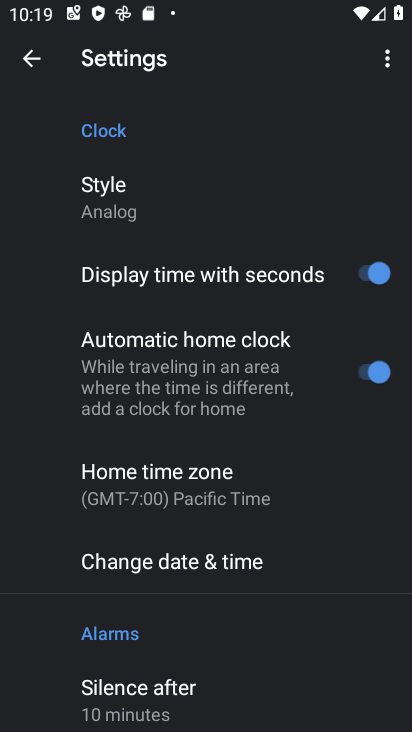 10:19
Settings
Clock
Style
Analog
Display time with seconds
Automatic home clock
While traveling in an area
where the time is different,
add a clock for home
Home time zone
(GMT-7:00) Pacific Time
Change date & time
Alarms
Silence after
10 minutes